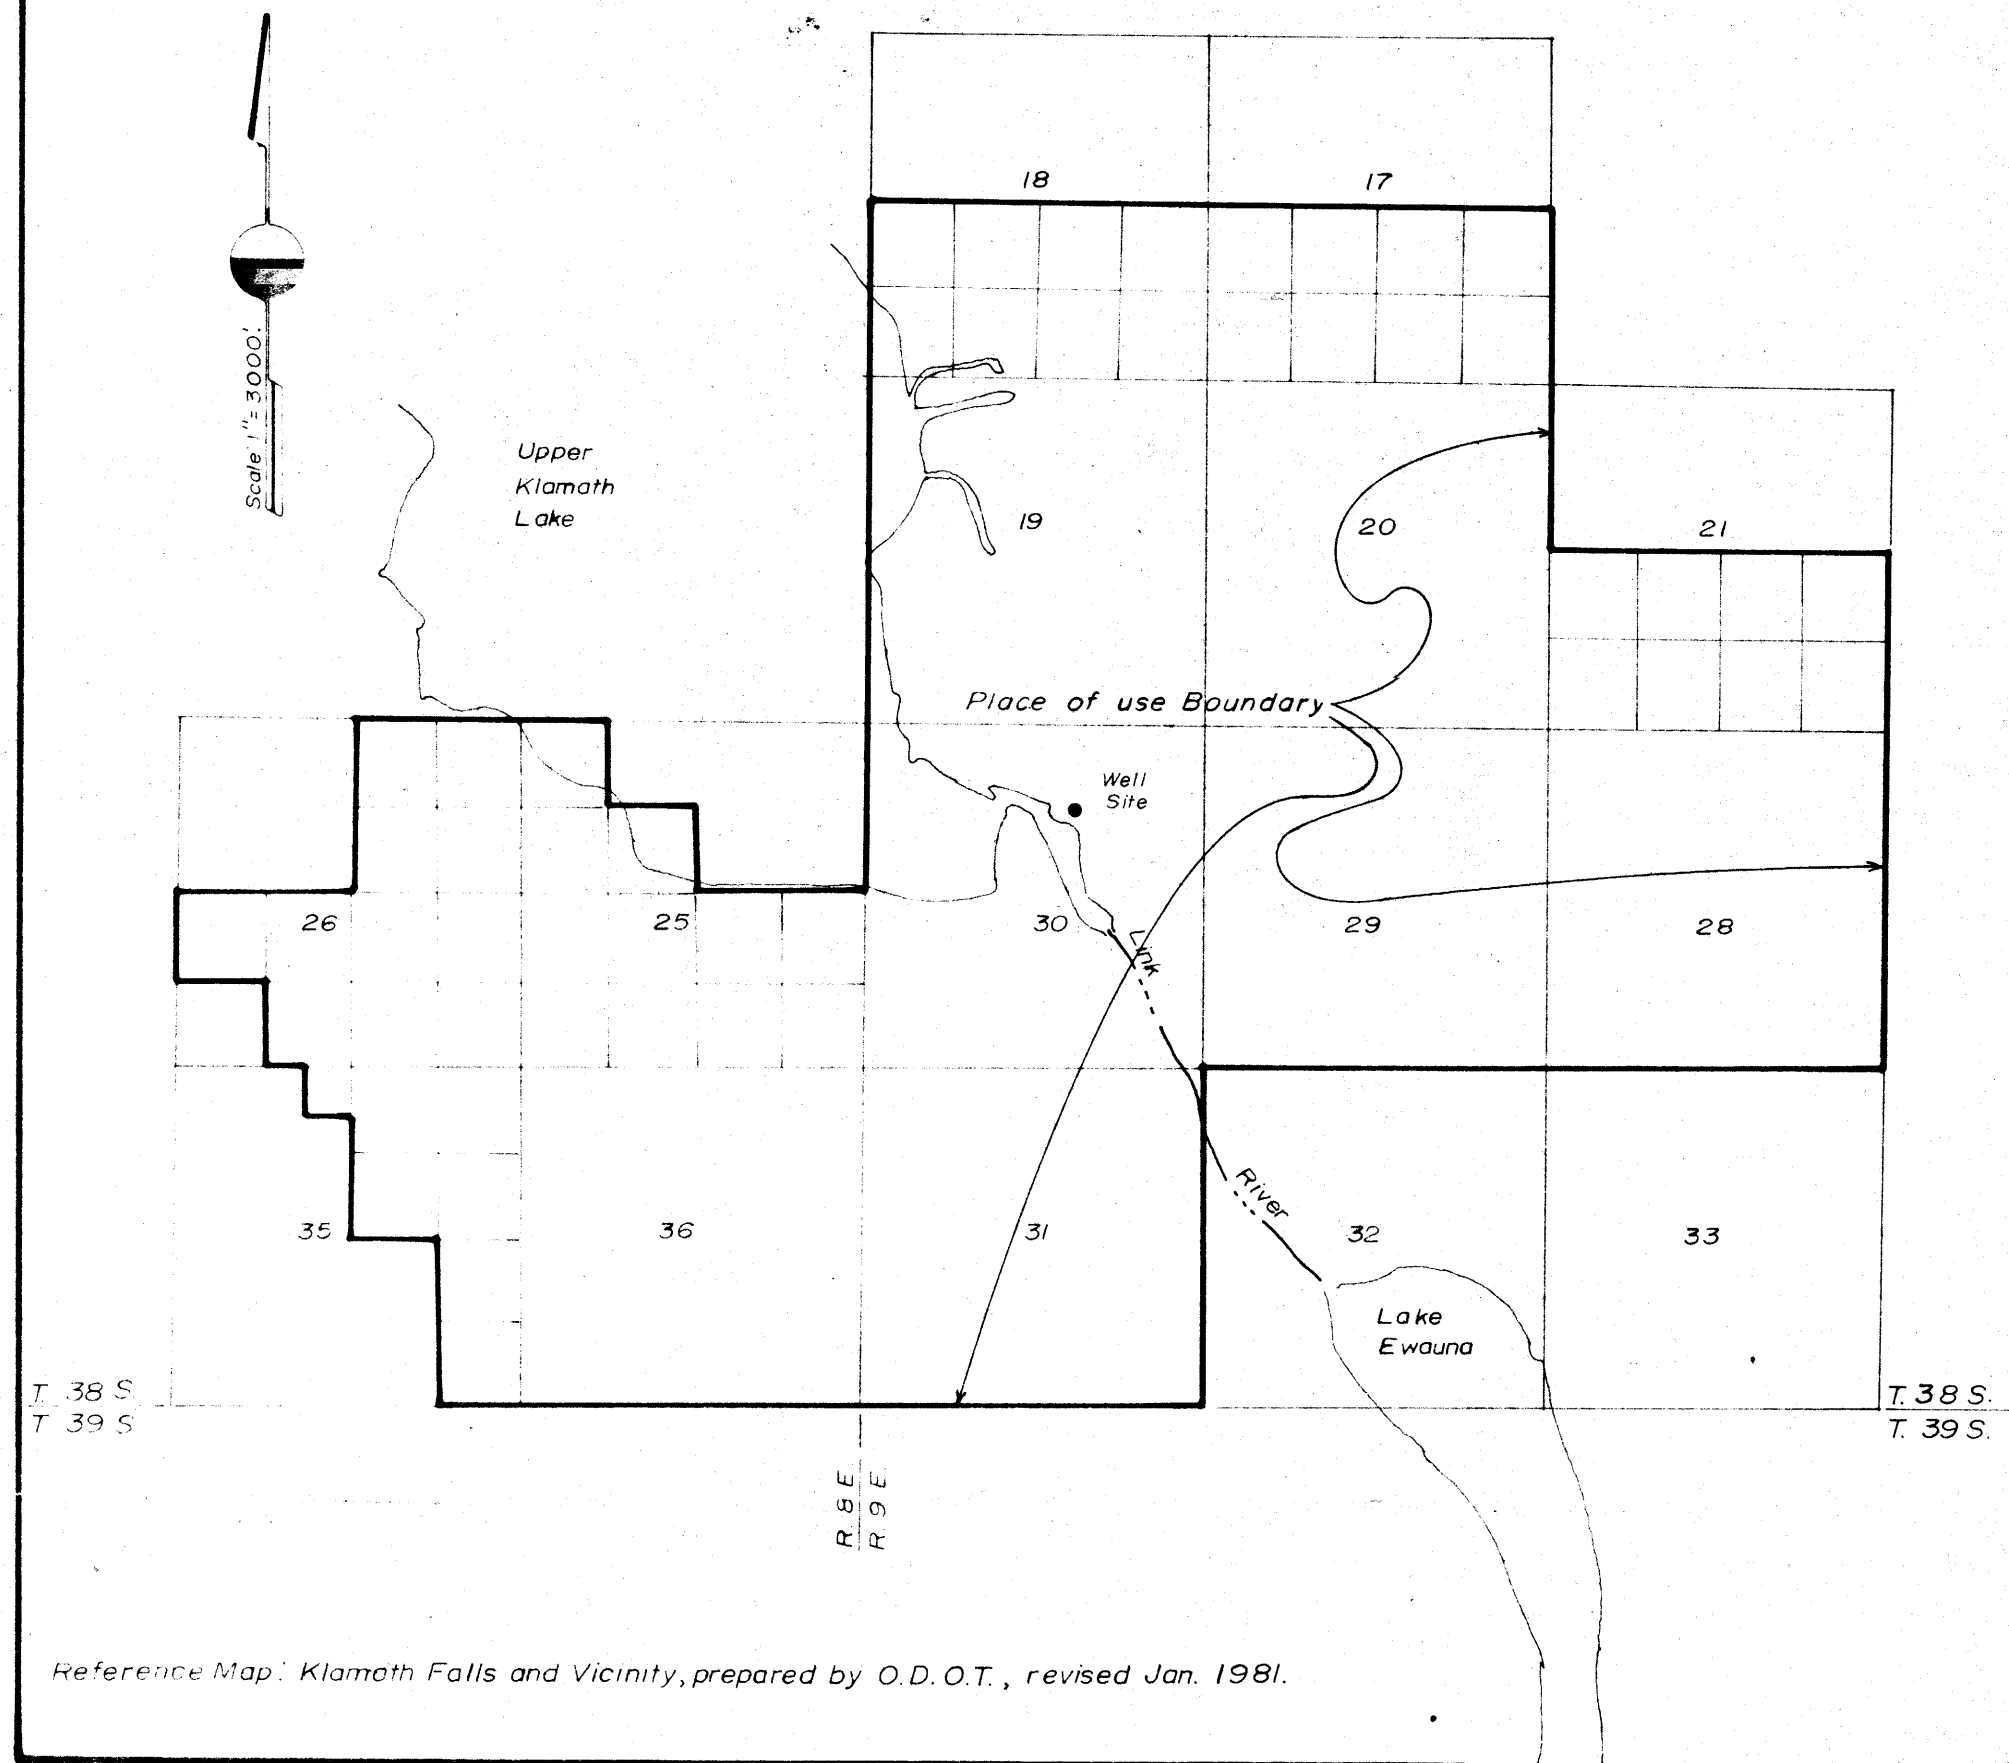 18
17
Scale 1"= 3000'.
Upper
Klamath
Lake
19
20
21
Place of use Boundary
Well
Site
26
25
30
29
28
Link
River
35
36
31
32
33
Lake
Ewauna
T. 38 S.
T 39 S
T. 38 S.
T. 39 S.
R. 8 E
R. 9 E.
Reference Map: Klamath Falls and Vicinity, prepared by O.D.O.T., revised Jan. 1981.